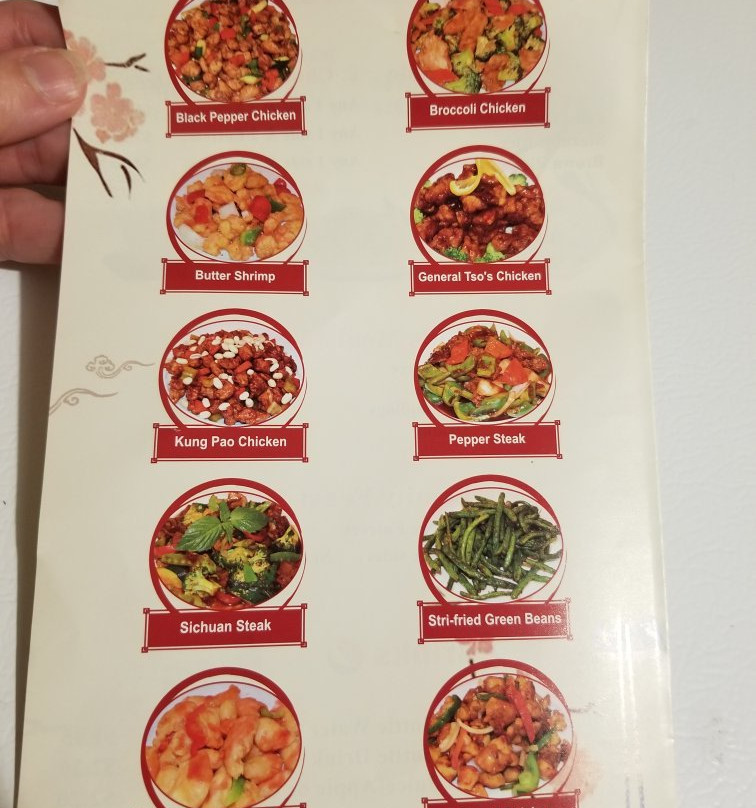 Black Pepper Chicken
Broccoli Chicken
Butter Shrimp
General Tso's Chicken
Kung Pao Chicken
Pepper Steak
Sichuan Steak
Stri-fried Green Beans